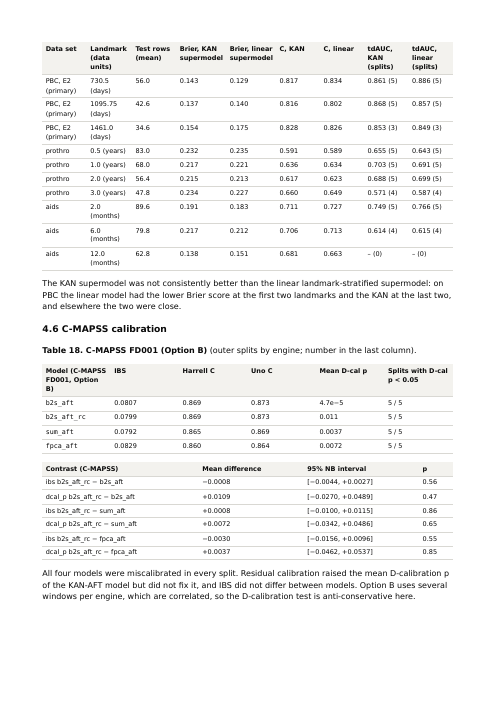 Data set | Landmark (data units) | Test rows (mean) | Brier, KAN supermodel | Brier, linear supermodel | C, KAN | C, linear | tdAUC, KAN (splits) | tdAUC, linear (splits)
PBC, E2 (primary) | 730.5 (days) | 56.0 | 0.143 | 0.129 | 0.817 | 0.834 | 0.861 (5) | 0.886 (5)
PBC, E2 (primary) | 1095.75 (days) | 42.6 | 0.137 | 0.140 | 0.816 | 0.802 | 0.868 (5) | 0.857 (5)
PBC, E2 (primary) | 1461.0 (days) | 34.6 | 0.154 | 0.175 | 0.828 | 0.826 | 0.853 (3) | 0.849 (3)
prothro | 0.5 (years) | 83.0 | 0.232 | 0.235 | 0.591 | 0.589 | 0.655 (5) | 0.643 (5)
prothro | 1.0 (years) | 68.0 | 0.217 | 0.221 | 0.636 | 0.634 | 0.703 (5) | 0.691 (5)
prothro | 2.0 (years) | 56.4 | 0.215 | 0.213 | 0.617 | 0.623 | 0.688 (5) | 0.699 (5)
prothro | 3.0 (years) | 47.8 | 0.234 | 0.227 | 0.660 | 0.649 | 0.571 (4) | 0.587 (4)
aids | 2.0 (months) | 89.6 | 0.191 | 0.183 | 0.711 | 0.727 | 0.749 (5) | 0.766 (5)
aids | 6.0 (months) | 79.8 | 0.217 | 0.212 | 0.706 | 0.713 | 0.614 (4) | 0.615 (4)
aids | 12.0 (months) | 62.8 | 0.138 | 0.151 | 0.681 | 0.663 | – (0) | – (0)
The KAN supermodel was not consistently better than the linear landmark-stratified supermodel: on
PBC the linear model had the lower Brier score at the first two landmarks and the KAN at the last two,
and elsewhere the two were close.
4.6 C-MAPSS calibration
Table 18. C-MAPSS FD001 (Option B) (outer splits by engine; number in the last column).
Model (C-MAPSS FD001, Option B) | IBS | Harrell C | Uno C | Mean D-cal p | Splits with D-cal p < 0.05
b2s_aft | 0.0807 | 0.869 | 0.873 | 4.7e−5 | 5 / 5
b2s_aft_rc | 0.0799 | 0.869 | 0.873 | 0.011 | 5 / 5
sum_aft | 0.0792 | 0.865 | 0.869 | 0.0037 | 5 / 5
fpca_aft | 0.0829 | 0.860 | 0.864 | 0.0072 | 5 / 5
Contrast (C-MAPSS) | Mean difference | 95% NB interval | p
ibs b2s_aft_rc − b2s_aft | −0.0008 | [−0.0044, +0.0027] | 0.56
dcal_p b2s_aft_rc − b2s_aft | +0.0109 | [−0.0270, +0.0489] | 0.47
ibs b2s_aft_rc − sum_aft | +0.0008 | [−0.0100, +0.0115] | 0.86
dcal_p b2s_aft_rc − sum_aft | +0.0072 | [−0.0342, +0.0486] | 0.65
ibs b2s_aft_rc − fpca_aft | −0.0030 | [−0.0156, +0.0096] | 0.55
dcal_p b2s_aft_rc − fpca_aft | +0.0037 | [−0.0462, +0.0537] | 0.85
All four models were miscalibrated in every split. Residual calibration raised the mean D-calibration p
of the KAN-AFT model but did not fix it, and IBS did not differ between models. Option B uses several
windows per engine, which are correlated, so the D-calibration test is anti-conservative here.